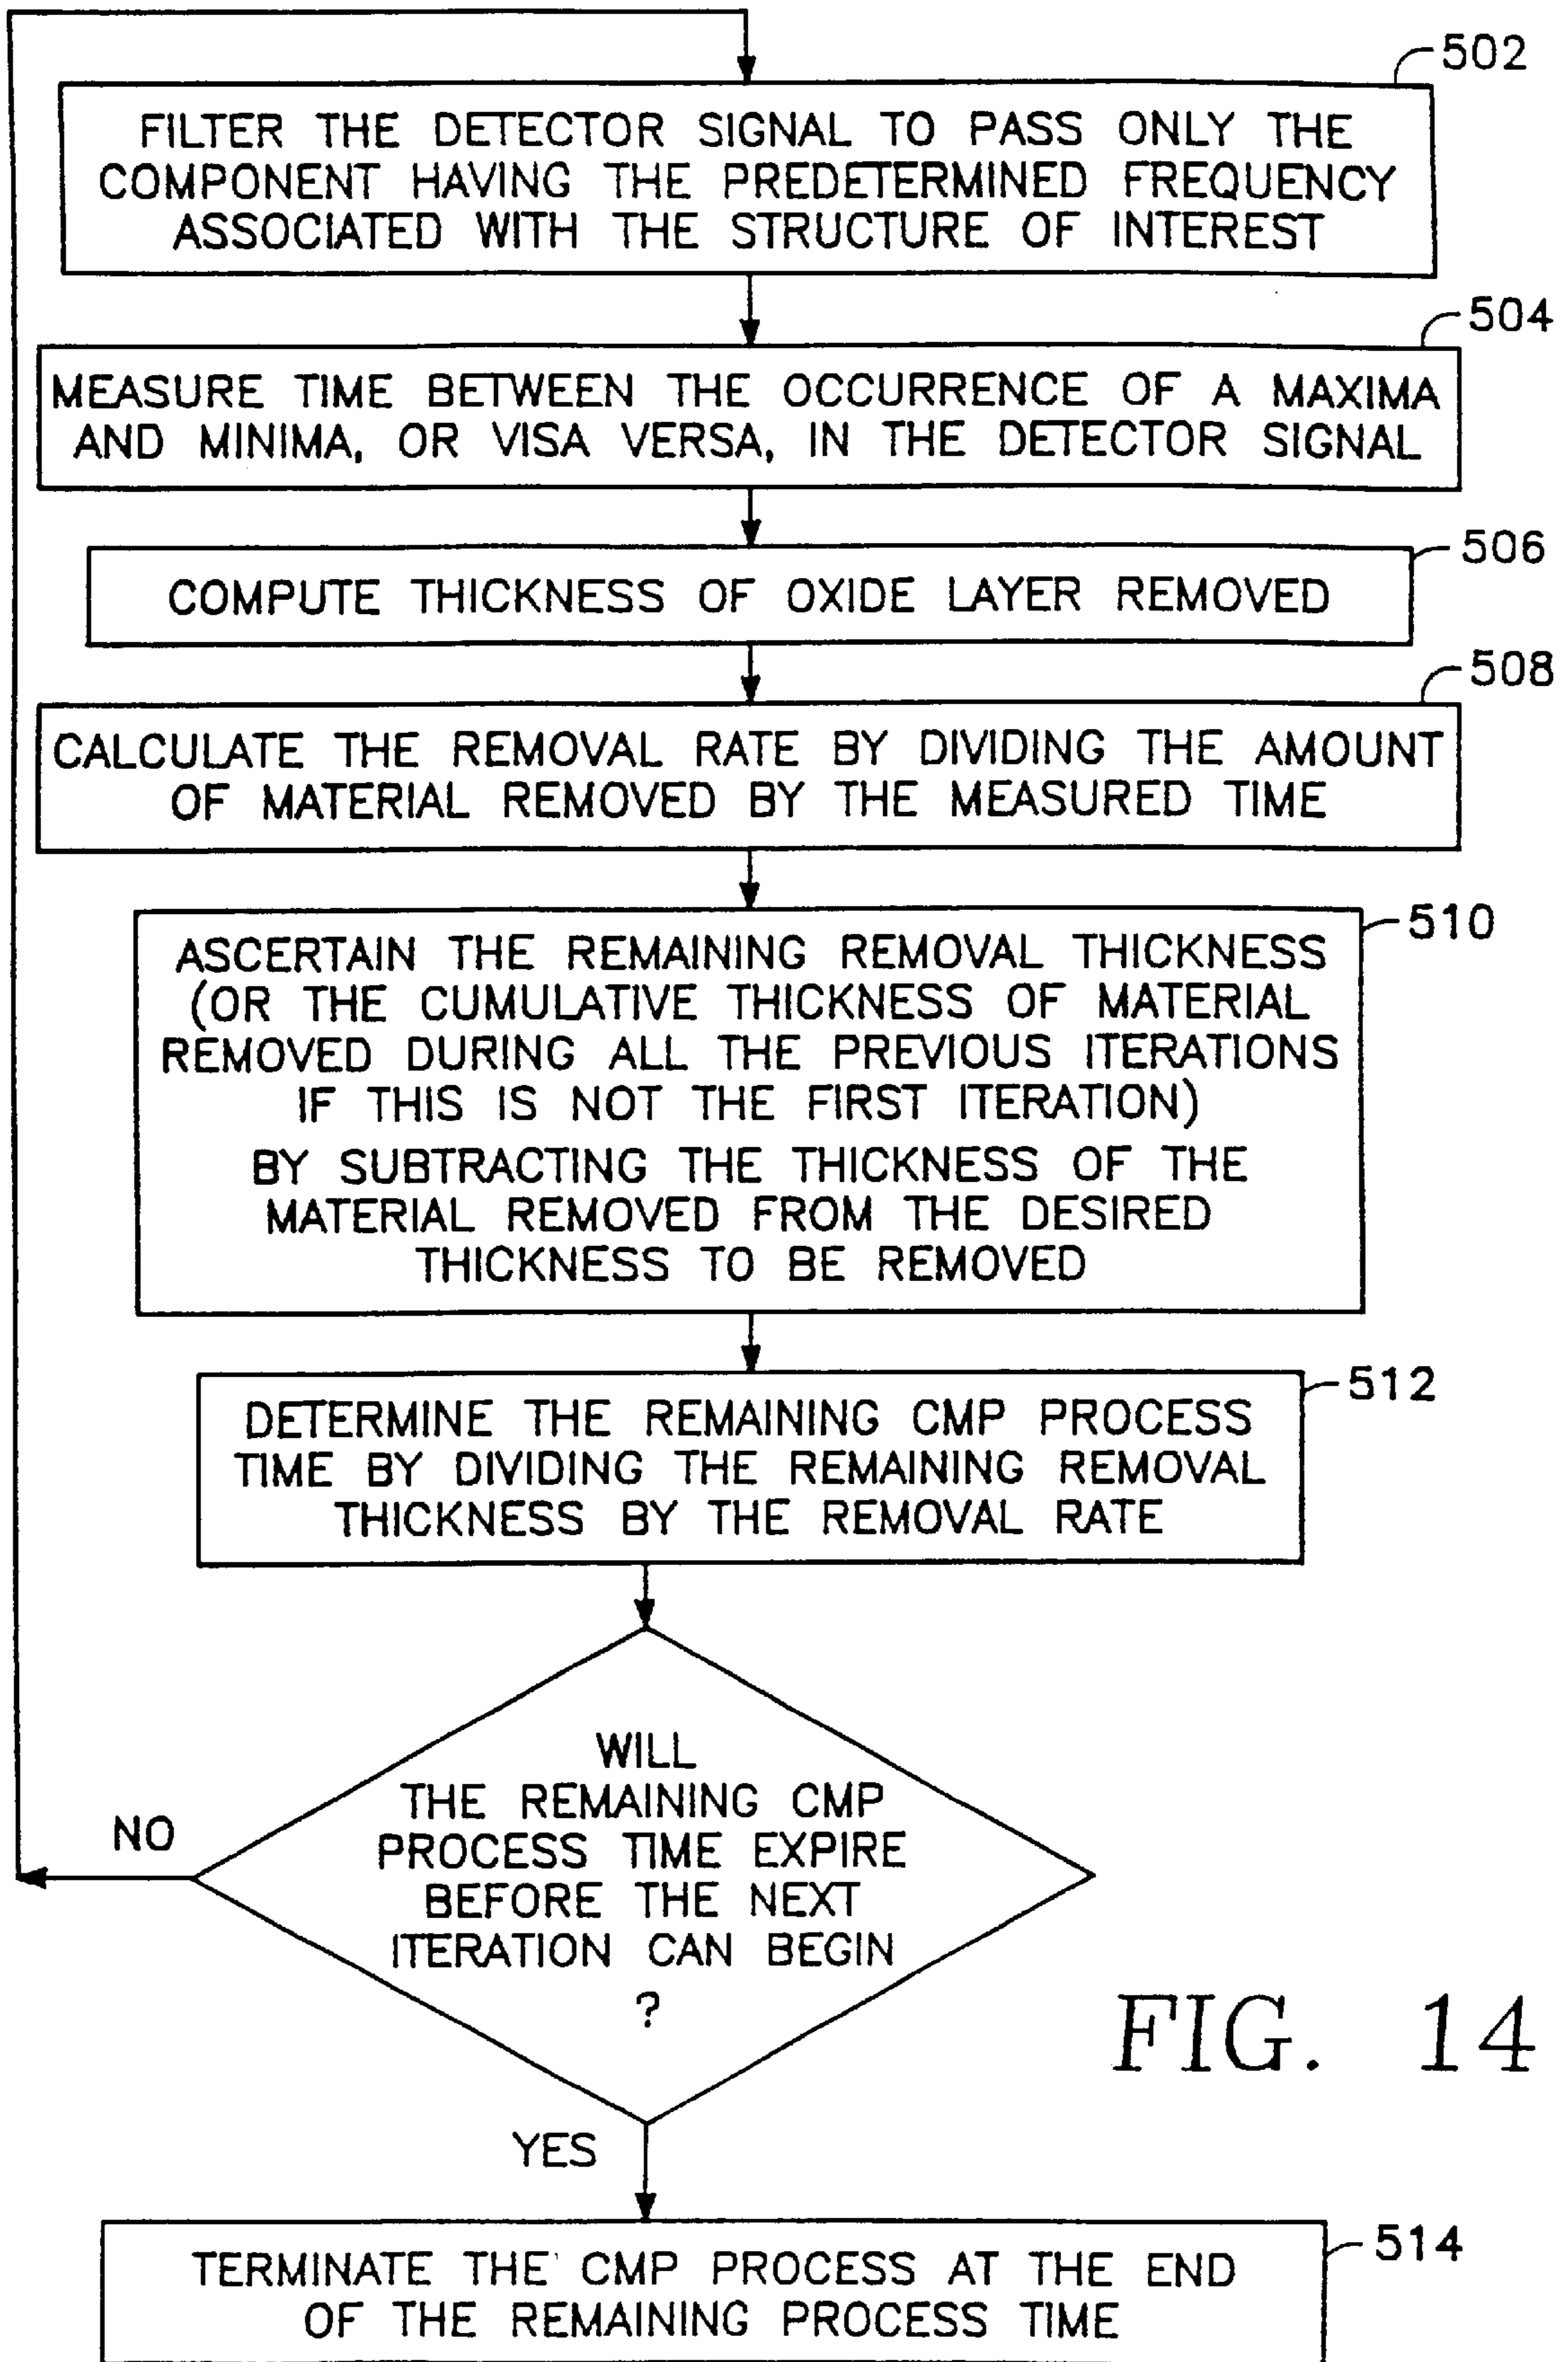 502
FILTER THE DETECTOR SIGNAL TO PASS ONLY THE
COMPONENT HAVING THE PREDETERMINED FREQUENCY
ASSOCIATED WITH THE STRUCTURE OF INTEREST
504
MEASURE TIME BETWEEN THE OCCURRENCE OF A MAXIMA
AND MINIMA, OR VISA VERSA, IN THE DETECTOR SIGNAL
506
COMPUTE THICKNESS OF OXIDE LAYER REMOVED
508
CALCULATE THE REMOVAL RATE BY DIVIDING THE AMOUNT
OF MATERIAL REMOVED BY THE MEASURED TIME
510
ASCERTAIN THE REMAINING REMOVAL THICKNESS
(OR THE CUMULATIVE THICKNESS OF MATERIAL
REMOVED DURING ALL THE PREVIOUS ITERATIONS
IF THIS IS NOT THE FIRST ITERATION)
BY SUBTRACTING THE THICKNESS OF THE
MATERIAL REMOVED FROM THE DESIRED
THICKNESS TO BE REMOVED
512
DETERMINE THE REMAINING CMP PROCESS
TIME BY DIVIDING THE REMAINING REMOVAL
THICKNESS BY THE REMOVAL RATE
WILL
THE REMAINING CMP
PROCESS TIME EXPIRE
BEFORE THE NEXT
ITERATION CAN BEGIN
?
NO
YES
FIG. 14
514
TERMINATE THE CMP PROCESS AT THE END
OF THE REMAINING PROCESS TIME